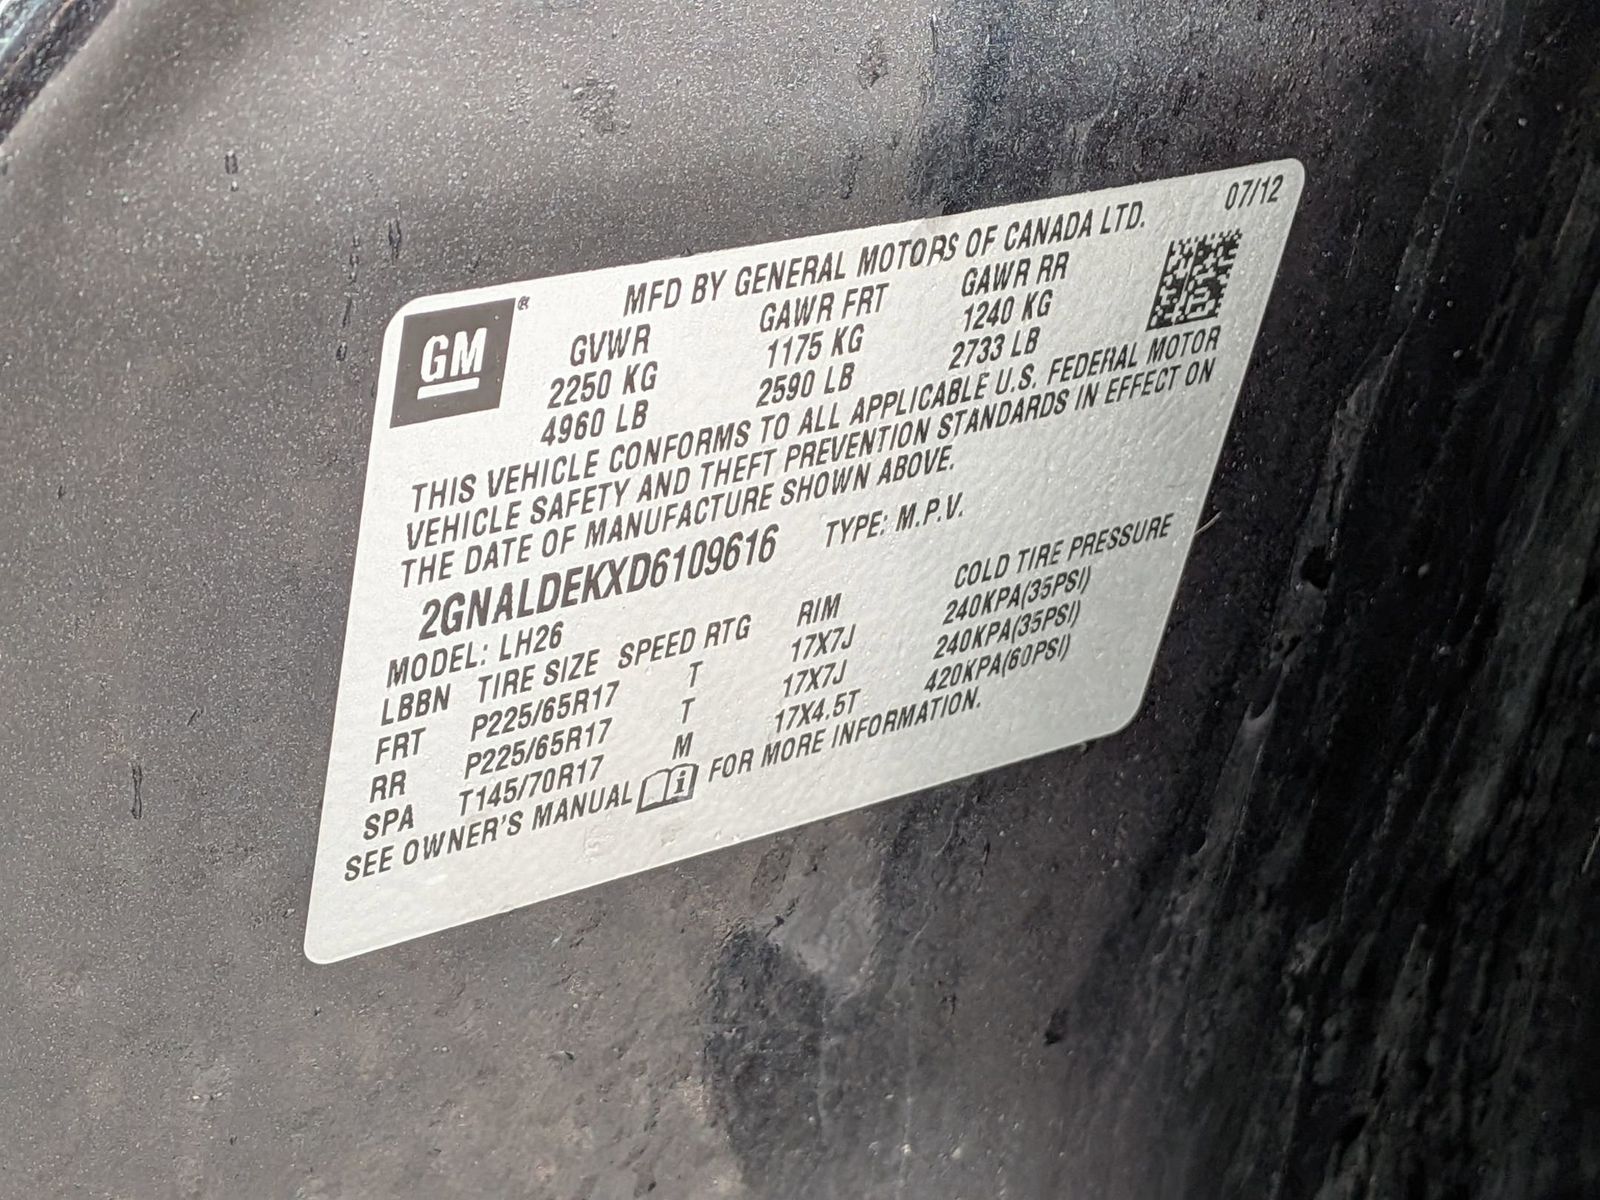 07/12
MFD BY GENERAL MOTORS OF CANADA LTD.
GM ®
GVWR GAWR FRT GAWR RR
2250 KG 1175 KG 1240 KG
4960 LB 2590 LB 2733 LB
THIS VEHICLE CONFORMS TO ALL APPLICABLE U.S. FEDERAL MOTOR
VEHICLE SAFETY AND THEFT PREVENTION STANDARDS IN EFFECT ON
THE DATE OF MANUFACTURE SHOWN ABOVE.
2GNALDEKXD6109616 TYPE: M.P.V.
MODEL: LH26
LBBN TIRE SIZE SPEED RTG RIM COLD TIRE PRESSURE
FRT P225/65R17 T 17X7J 240KPA(35PSI)
RR P225/65R17 T 17X7J 240KPA(35PSI)
SPA T145/70R17 M 17X4.5T 420KPA(60PSI)
SEE OWNER'S MANUAL i FOR MORE INFORMATION.